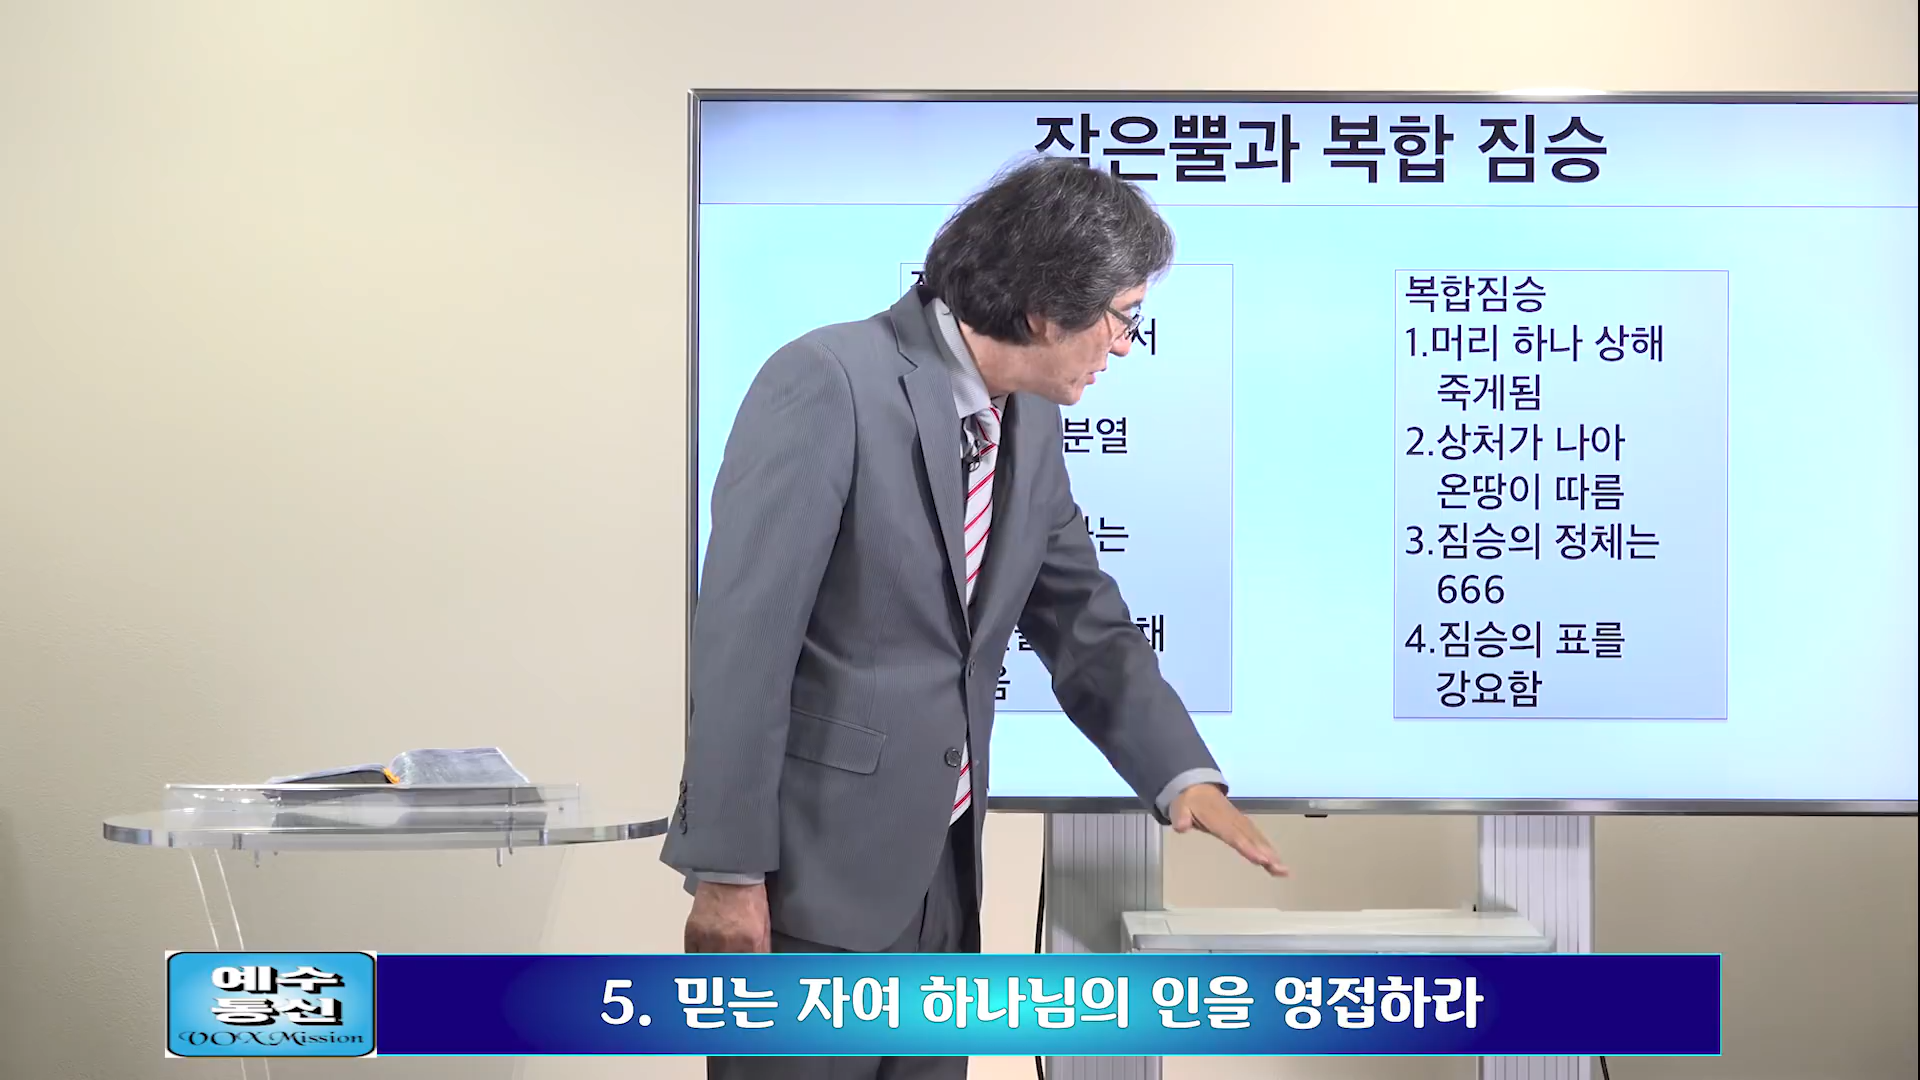 작은뿔과 복합 짐승
서
분열
는
채
음
복합짐승
1.머리 하나 상해
죽게됨
2.상처가 나아
온땅이 따름
3.짐승의 정체는
666
4.짐승의 표를
강요함
예수
통신
VOX Mission
5. 믿는 자여 하나님의 인을 영접하라